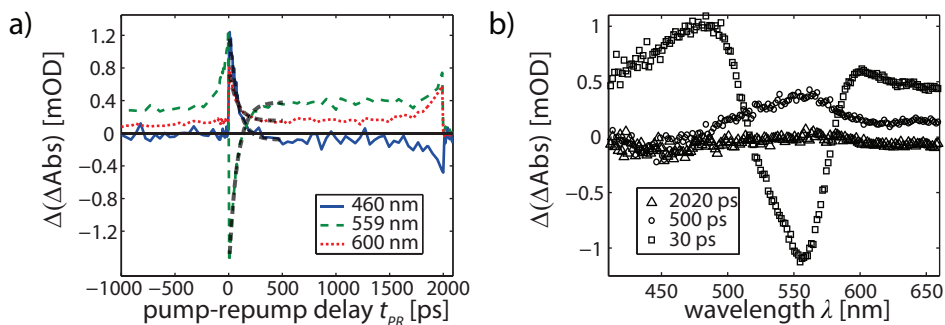 a)
Δ(ΔAbs) [mOD]
1.2
0.8
0.4
0
−0.4
−0.8
−1.2
460 nm
559 nm
600 nm
−1000 −500 0 500 1000 1500 2000
pump-repump delay t_PR [ps]
b)
Δ(ΔAbs) [mOD]
1
0.5
0
−0.5
−1
2020 ps
500 ps
30 ps
450 500 550 600 650
wavelength λ [nm]